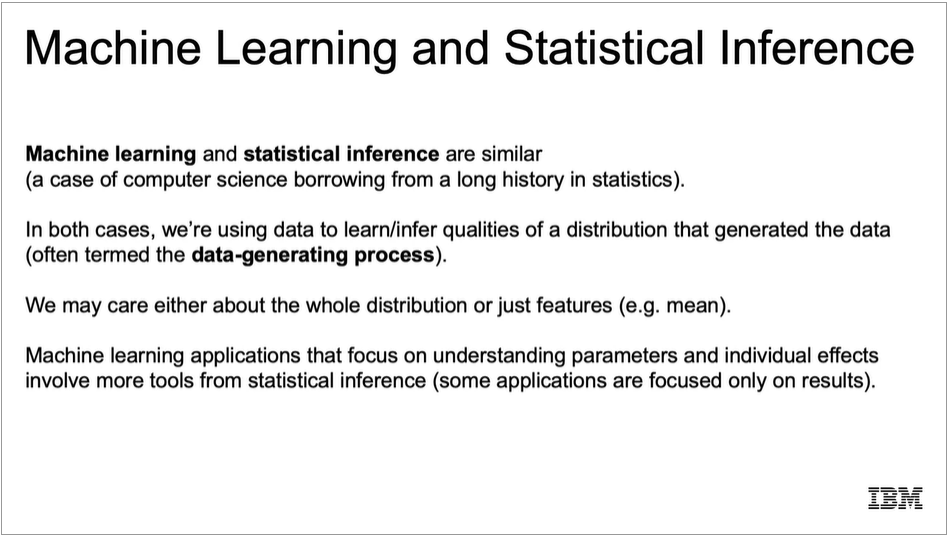 Machine Learning and Statistical Inference
Machine learning and statistical inference are similar
(a case of computer science borrowing from a long history in statistics).
In both cases, we're using data to learn/infer qualities of a distribution that generated the data
(often termed the data-generating process).
We may care either about the whole distribution or just features (e.g. mean).
Machine learning applications that focus on understanding parameters and individual effects
involve more tools from statistical inference (some applications are focused only on results).
IBM